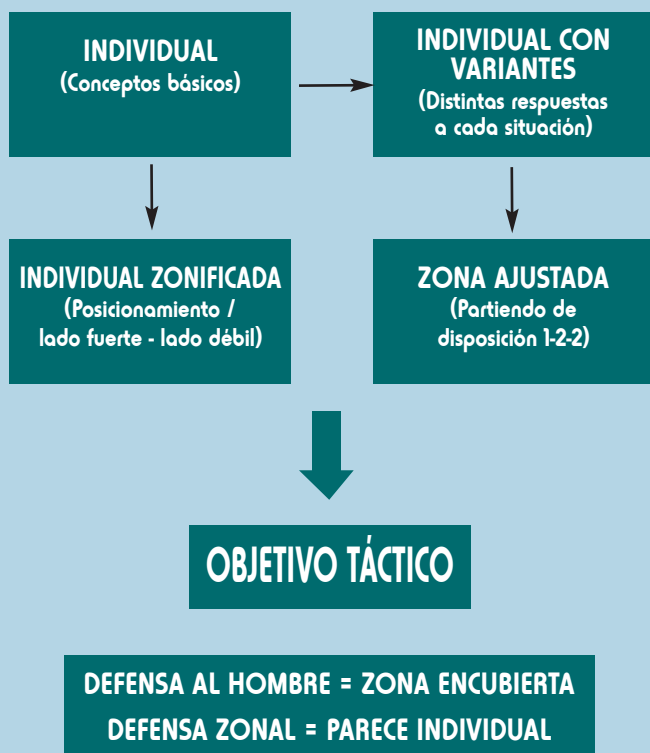 INDIVIDUAL
(Conceptos básicos)
INDIVIDUAL CON
VARIANTES
(Distintas respuestas
a cada situación)
INDIVIDUAL ZONIFICADA
(Posicionamiento /
lado fuerte - lado débil)
ZONA AJUSTADA
(Partiendo de
disposición 1-2-2)
OBJETIVO TÁCTICO
DEFENSA AL HOMBRE = ZONA ENCUBIERTA
DEFENSA ZONAL = PARECE INDIVIDUAL